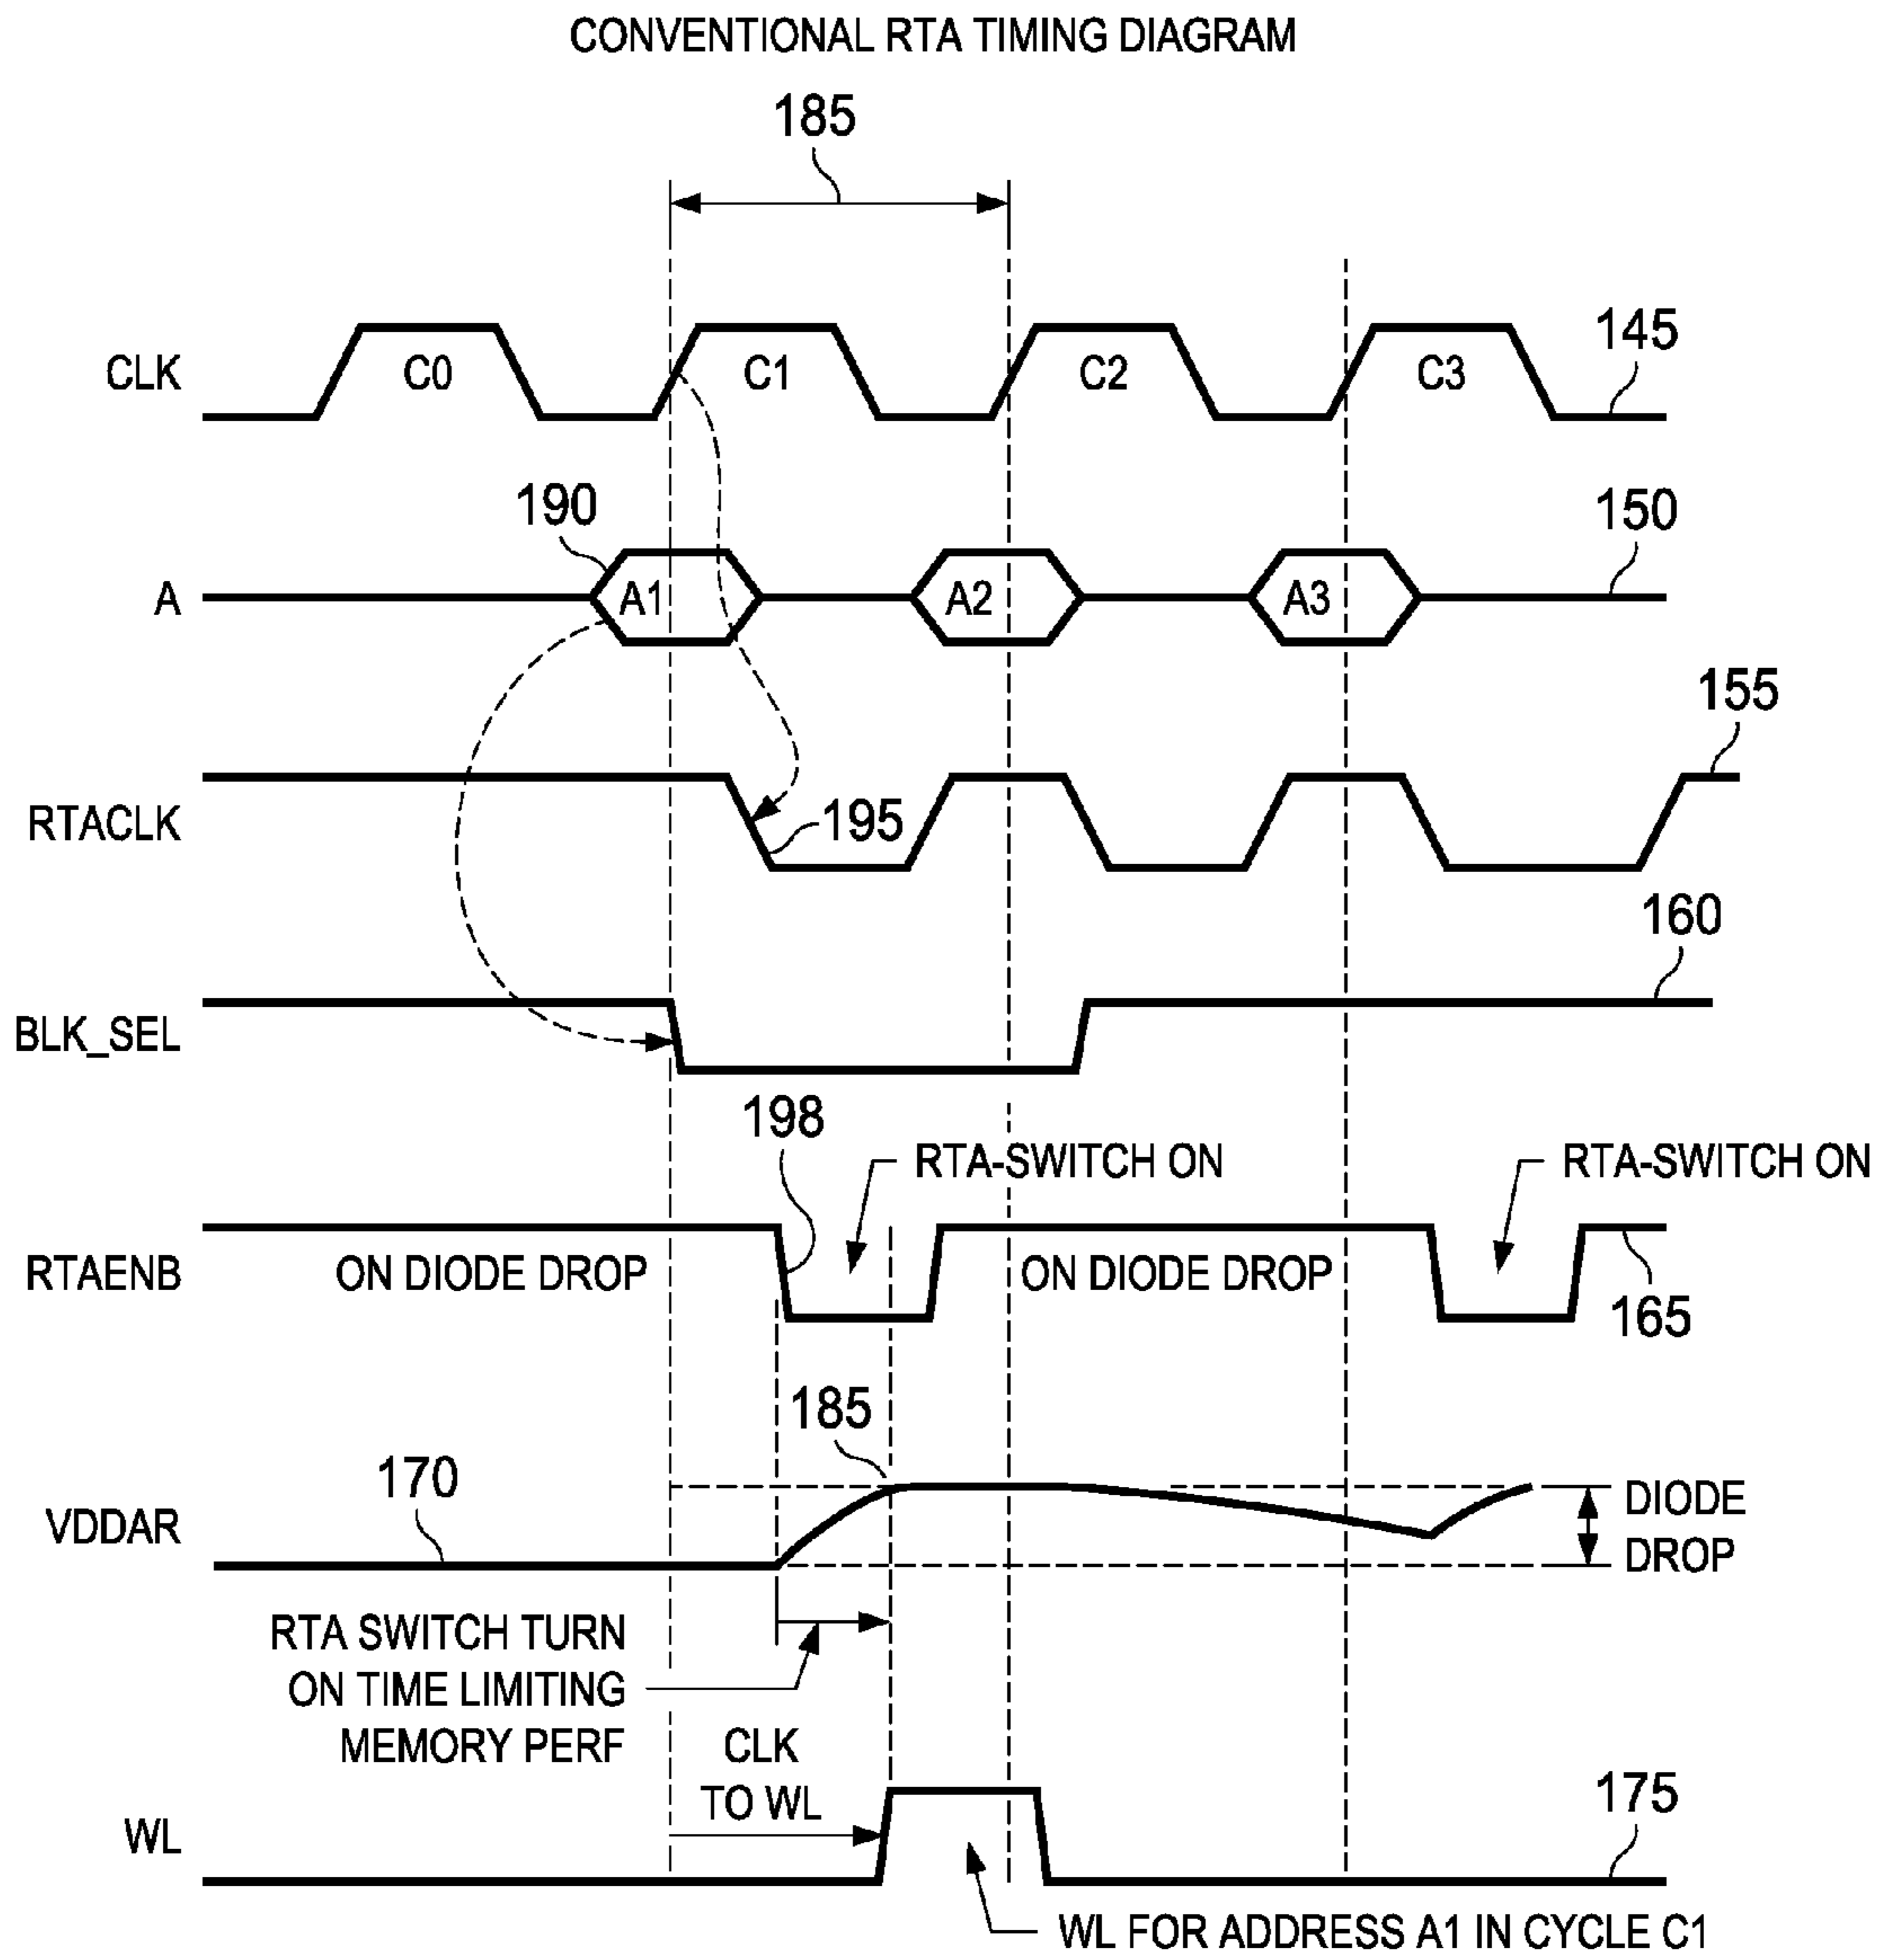 CONVENTIONAL RTA TIMING DIAGRAM
185
CLK
C0
C1
C2
C3
145
190
A
A1
A2
A3
150
RTACLK
195
155
BLK_SEL
160
198
RTA-SWITCH ON
RTA-SWITCH ON
RTAENB
ON DIODE DROP
ON DIODE DROP
165
185
170
VDDAR
DIODE
DROP
RTA SWITCH TURN
ON TIME LIMITING
MEMORY PERF
CLK
TO WL
WL
175
WL FOR ADDRESS A1 IN CYCLE C1